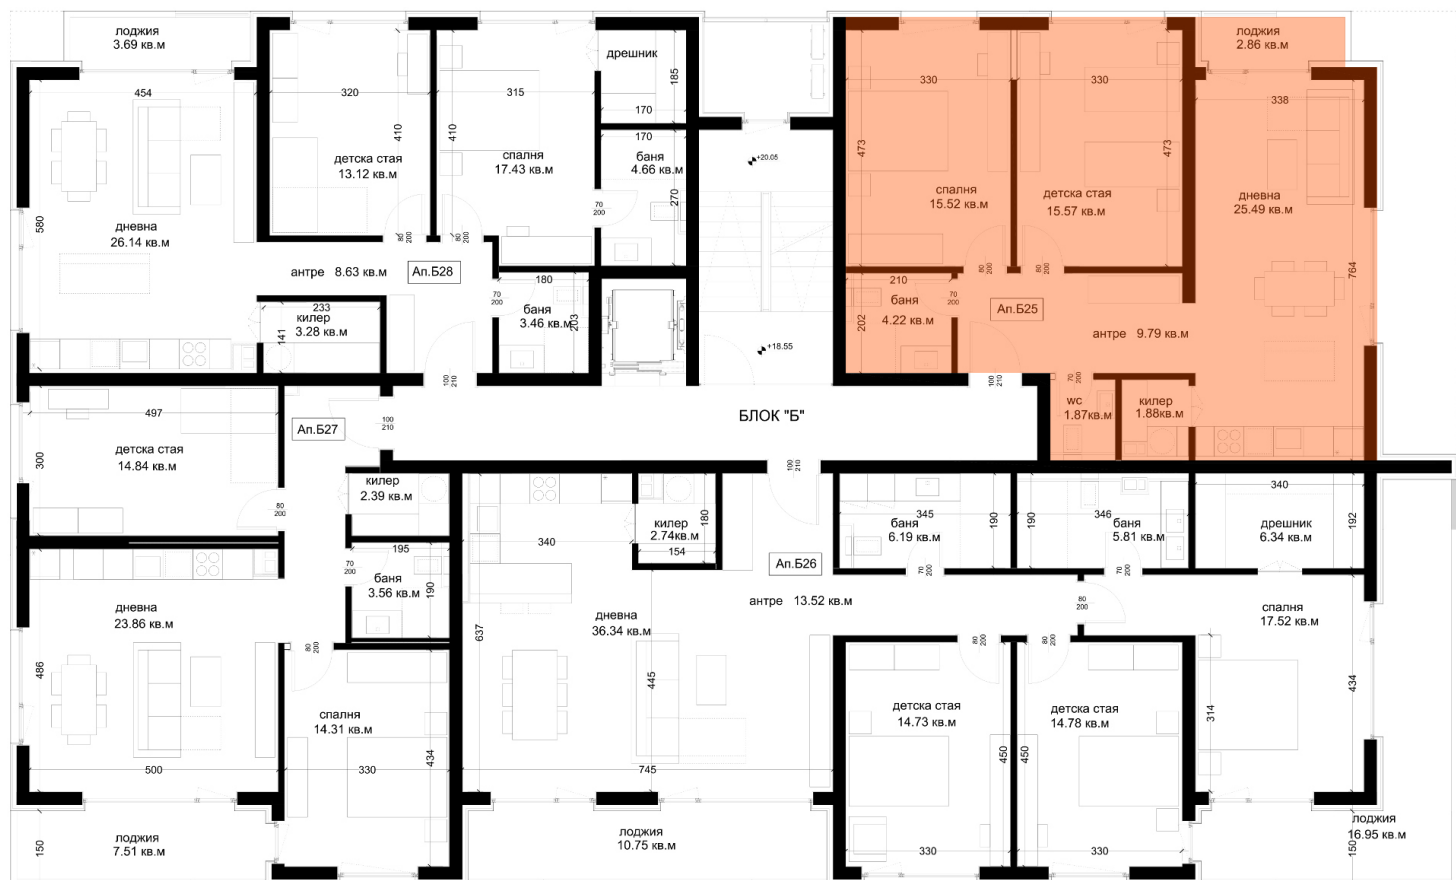 лоджия
3.69 кв.м
454
580
дневна
26.14 кв.м
320
410
детска стая
13.12 кв.м
80
200
315
410
спалня
17.43 кв.м
80
200
дрешник
185
170
170
баня
4.66 кв.м
270
70
200
антре 8.63 кв.м
Ап.Б28
233
килер
3.28 кв.м
141
180
70
200
баня
3.46 кв.м
203
100
210
+20.05
+18.55
330
473
спалня
15.52 кв.м
330
473
детска стая
15.57 кв.м
лоджия
2.86 кв.м
338
дневна
25.49 кв.м
764
80
200
80
200
210
баня
4.22 кв.м
202
70
200
Ап.Б25
антре 9.79 кв.м
100
210
70
200
wc
1.87кв.м
килер
1.88кв.м
БЛОК "Б"
497
300
детска стая
14.84 кв.м
80
200
Ап.Б27
100
210
килер
2.39 кв.м
195
70
200
баня
3.56 кв.м
190
дневна
23.86 кв.м
486
500
80
200
спалня
14.31 кв.м
434
330
150
лоджия
7.51 кв.м
340
637
килер
2.74кв.м
180
154
100
210
Ап.Б26
дневна
36.34 кв.м
445
745
лоджия
10.75 кв.м
антре 13.52 кв.м
345
190
баня
6.19 кв.м
70
200
346
190
баня
5.81 кв.м
70
200
340
192
дрешник
6.34 кв.м
80
200
80
200
80
200
детска стая
14.73 кв.м
450
330
детска стая
14.78 кв.м
450
330
спалня
17.52 кв.м
434
314
лоджия
16.95 кв.м
150